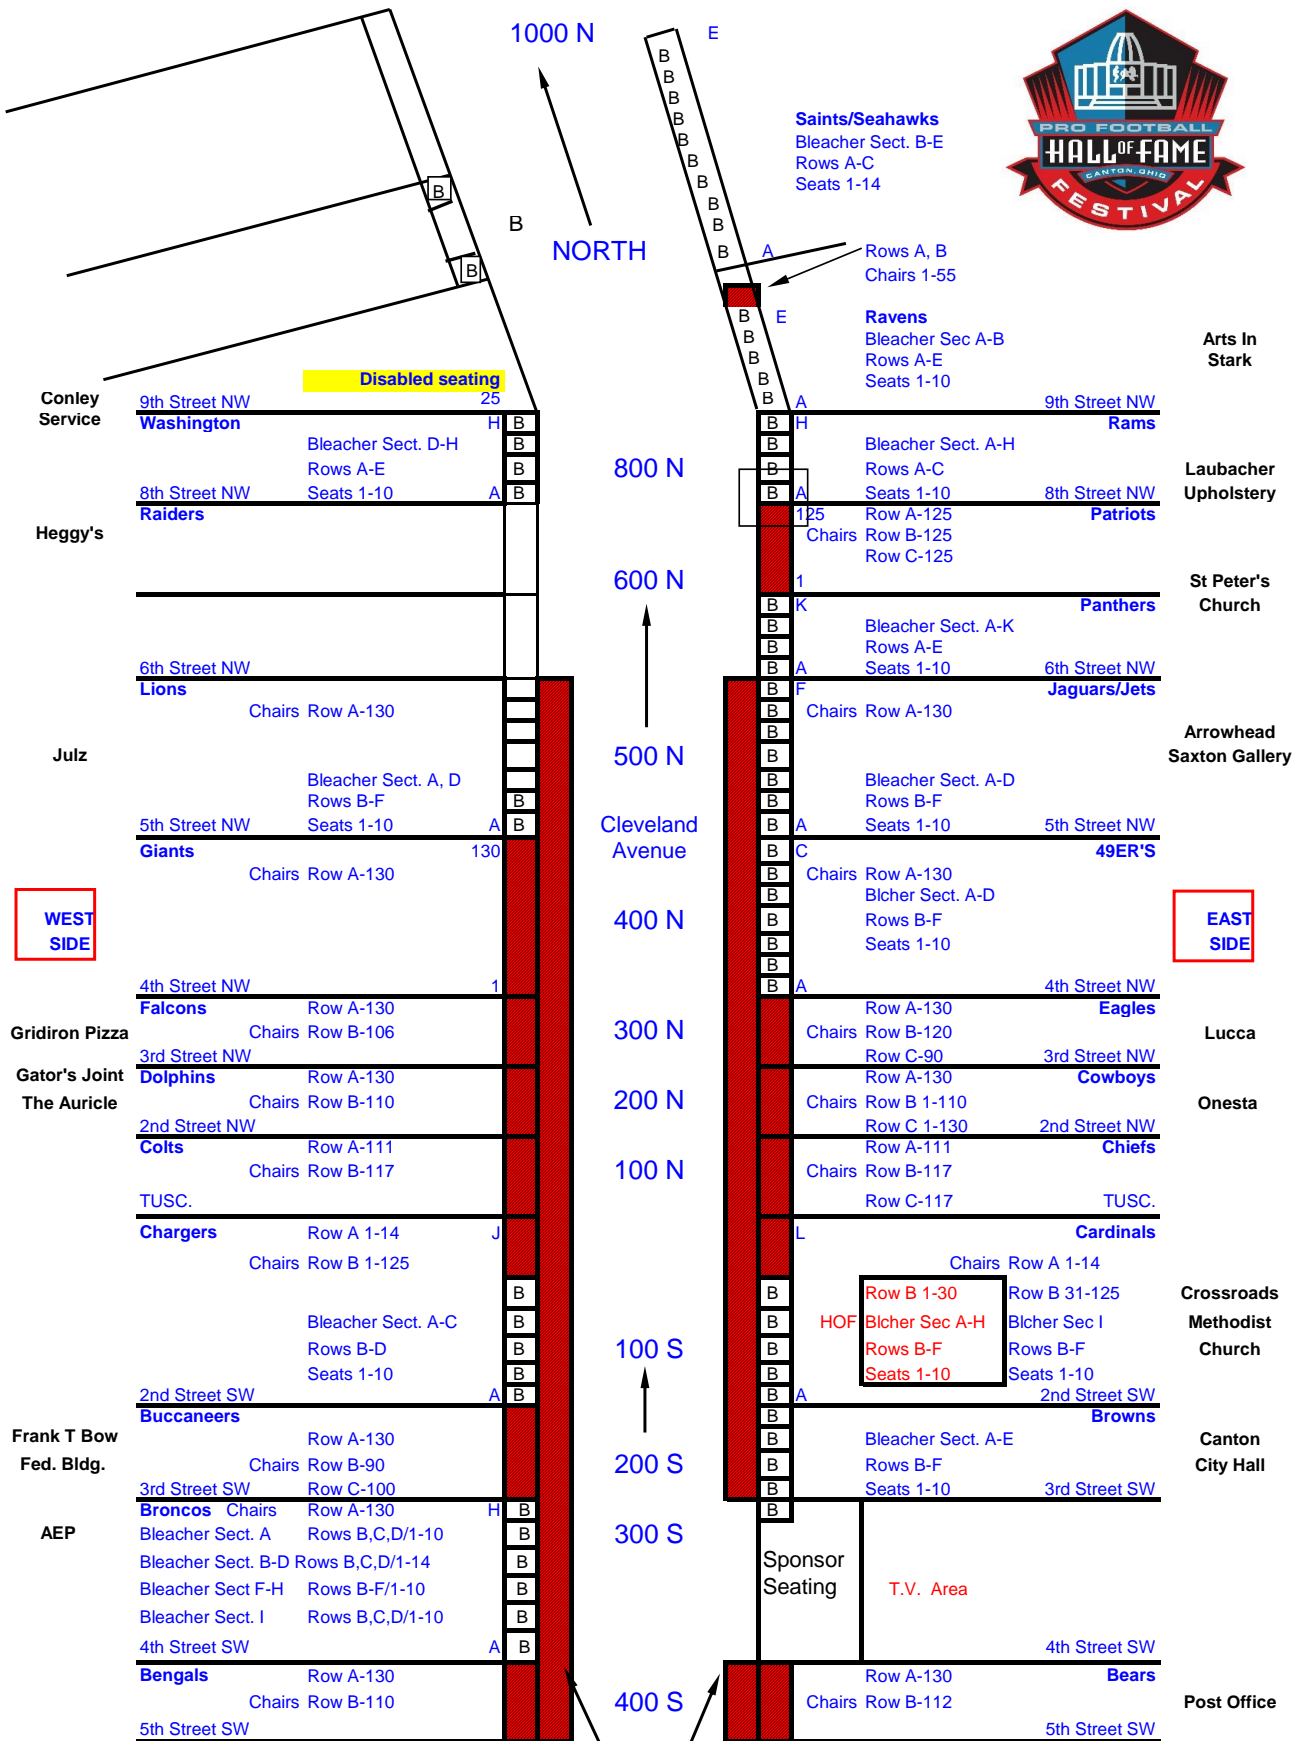 1000 N
E
B
B
B
B
B
B
B
B
B
B
A
Saints/Seahawks
Bleacher Sect. B-E
Rows A-C
Seats 1-14
PRO FOOTBALL
HALL OF FAME
CANTON, OHIO
FESTIVAL
B
B
B
NORTH
Rows A, B
Chairs 1-55
B
E
B
B
B
B
A
Ravens
Bleacher Sec A-B
Rows A-E
Seats 1-10
Arts In
Stark
Disabled seating
25
Conley
Service
9th Street NW
9th Street NW
Washington
H B
B H
Rams
Bleacher Sect. D-H
B
B
Bleacher Sect. A-H
Rows A-E
B
800 N
B
Rows A-C
Laubacher
Upholstery
8th Street NW
Seats 1-10
A B
B A
Seats 1-10
8th Street NW
Raiders
125
Row A-125
Patriots
Heggy's
Chairs Row B-125
Row C-125
600 N
1
St Peter's
Church
B K
Panthers
B
Bleacher Sect. A-K
B
Rows A-E
6th Street NW
B A
Seats 1-10
6th Street NW
Lions
B F
Jaguars/Jets
Chairs Row A-130
B
Chairs Row A-130
B
Arrowhead
Saxton Gallery
Julz
500 N
B
Bleacher Sect. A, D
B
Bleacher Sect. A-D
Rows B-F
B
B
Rows B-F
5th Street NW
Seats 1-10
A B
Cleveland
Avenue
B A
Seats 1-10
5th Street NW
Giants
130
B C
49ER'S
Chairs Row A-130
B
Chairs Row A-130
B
Blcher Sect. A-D
WEST
SIDE
400 N
B
Rows B-F
EAST
SIDE
B
Seats 1-10
B
4th Street NW
1
B A
4th Street NW
Falcons
Row A-130
Row A-130
Eagles
Gridiron Pizza
Chairs Row B-106
300 N
Chairs Row B-120
Lucca
3rd Street NW
Row C-90
3rd Street NW
Gator's Joint
Dolphins
Row A-130
Row A-130
Cowboys
The Auricle
Chairs Row B-110
200 N
Chairs Row B 1-110
Onesta
2nd Street NW
Row C 1-130
2nd Street NW
Colts
Row A-111
Row A-111
Chiefs
Chairs Row B-117
100 N
Chairs Row B-117
TUSC.
Row C-117
TUSC.
Chargers
Row A 1-14
J
L
Cardinals
Chairs Row B 1-125
Chairs Row A 1-14
B
B
Row B 1-30
Row B 31-125
Crossroads
Bleacher Sect. A-C
B
B
HOF Blcher Sec A-H
Blcher Sec I
Methodist
Rows B-D
B
100 S
B
Rows B-F
Rows B-F
Church
Seats 1-10
B
B
Seats 1-10
Seats 1-10
2nd Street SW
A B
B A
2nd Street SW
Buccaneers
B
Browns
Frank T Bow
Row A-130
B
Bleacher Sect. A-E
Canton
Fed. Bldg.
Chairs Row B-90
200 S
B
Rows B-F
City Hall
3rd Street SW
Row C-100
B
Seats 1-10
3rd Street SW
Broncos Chairs
Row A-130
H B
B
AEP
Bleacher Sect. A
Rows B,C,D/1-10
B
300 S
Bleacher Sect. B-D Rows B,C,D/1-14
B
Sponsor
Seating
Bleacher Sect F-H
Rows B-F/1-10
B
T.V. Area
Bleacher Sect. I
Rows B,C,D/1-10
B
4th Street SW
A B
4th Street SW
Bengals
Row A-130
Row A-130
Bears
Chairs Row B-110
400 S
Chairs Row B-112
Post Office
5th Street SW
5th Street SW